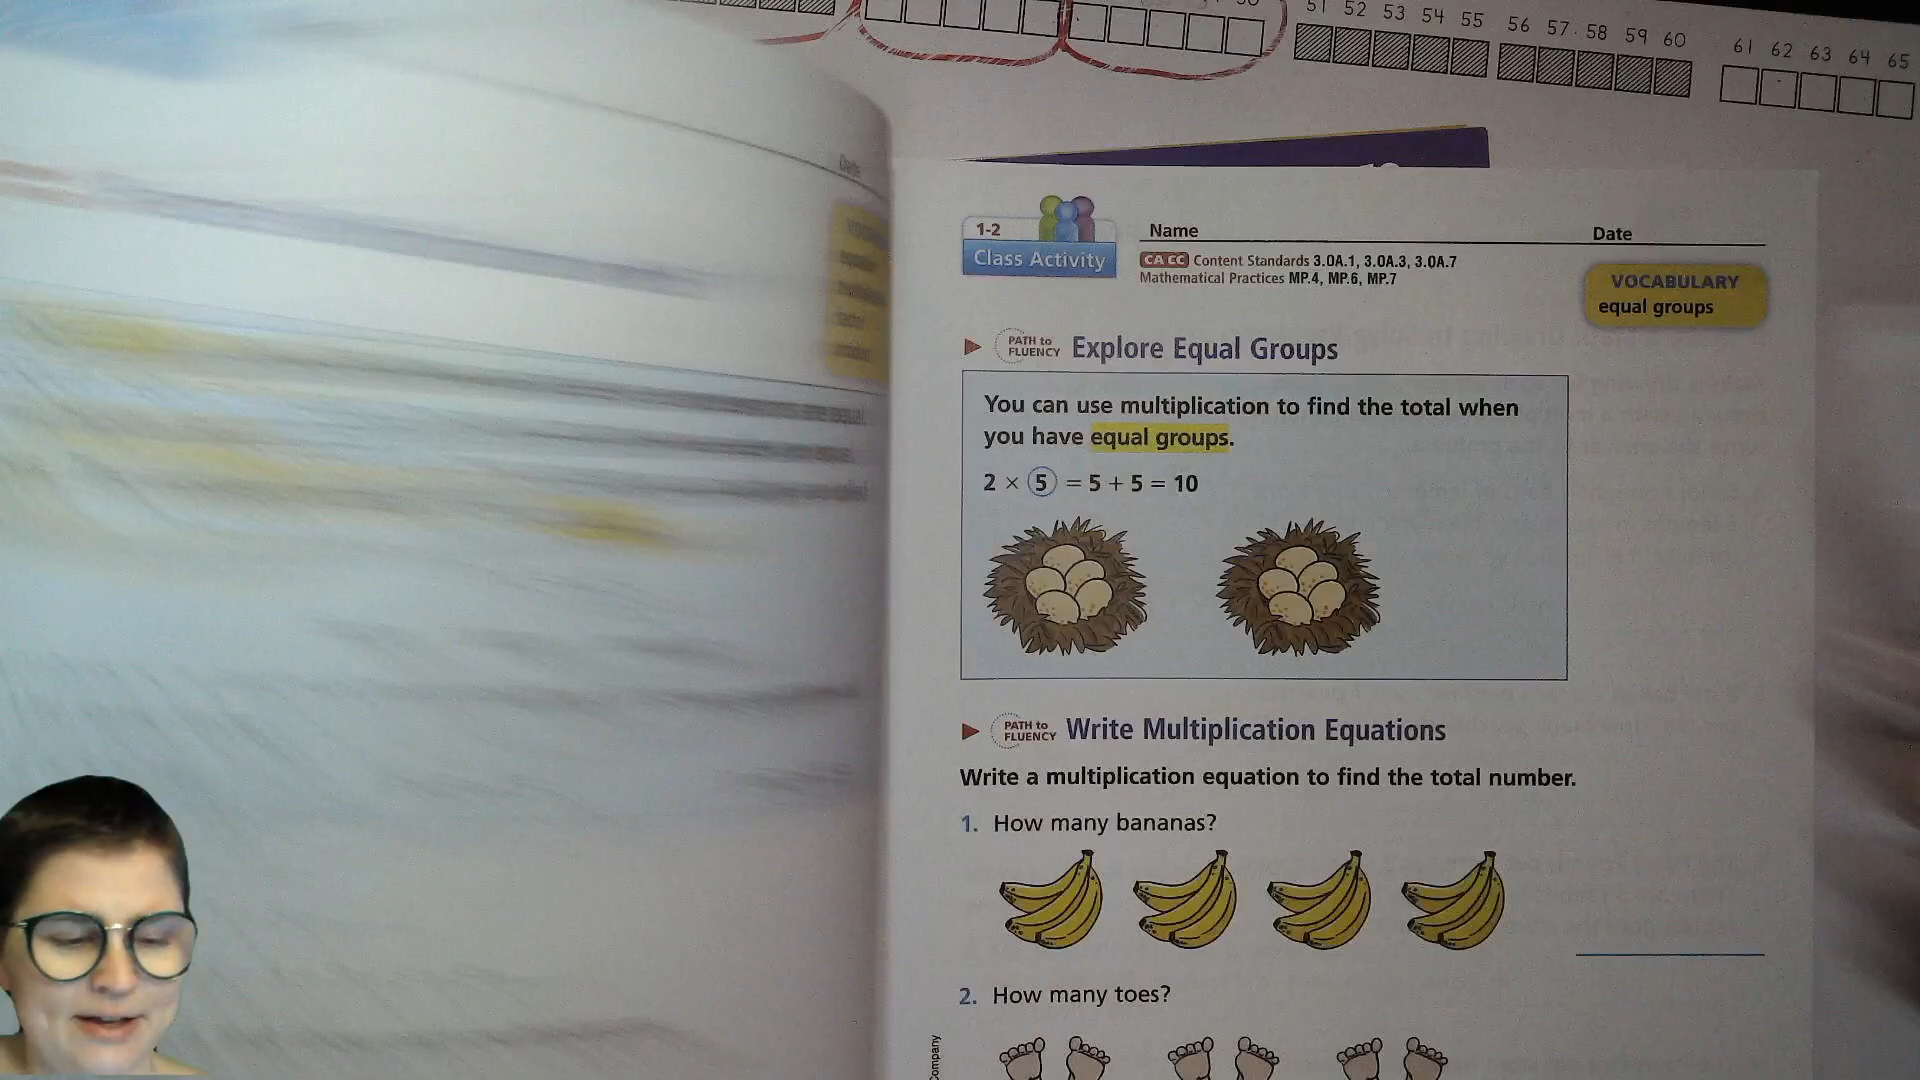 51 52 53 54 55 56 57 58 59 60 61 62 63 64 65
1-2
Class Activity
Name
Date
CA CC Content Standards 3.OA.1, 3.OA.3, 3.OA.7
Mathematical Practices MP.4, MP.6, MP.7
VOCABULARY
equal groups
PATH to
FLUENCY
Explore Equal Groups
You can use multiplication to find the total when
you have equal groups.
2 × 5 = 5 + 5 = 10
PATH to
FLUENCY
Write Multiplication Equations
Write a multiplication equation to find the total number.
1. How many bananas?
2. How many toes?